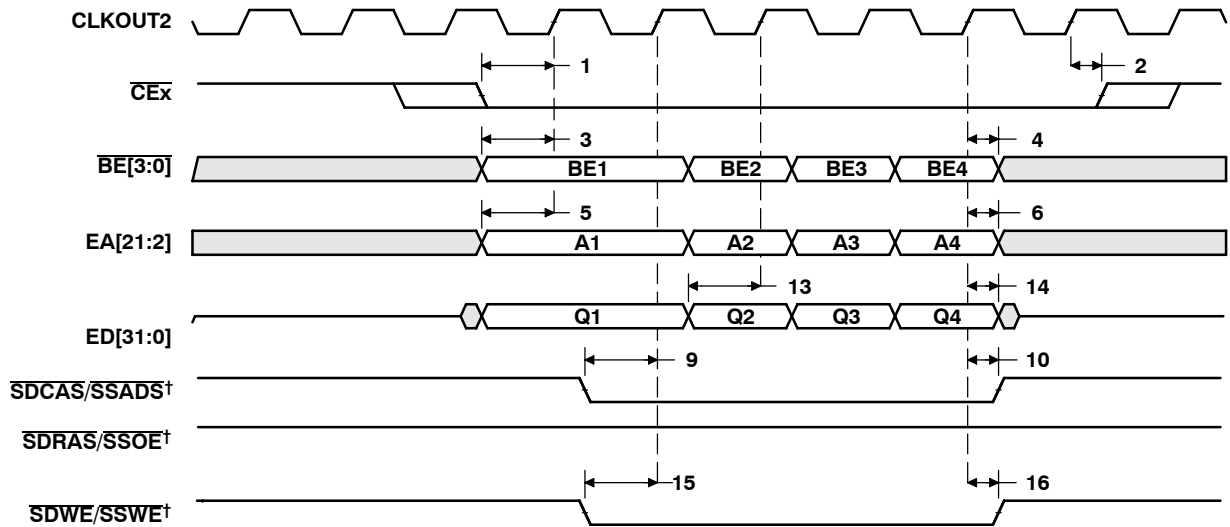 CLKOUT2
1
2
CEx
3
4
BE[3:0]
BE1 BE2 BE3 BE4
5
6
EA[21:2]
A1 A2 A3 A4
13
14
Q1 Q2 Q3 Q4
ED[31:0]
9
10
SDCAS/SSADS†
SDRAS/SSOE†
15
16
SDWE/SSWE†